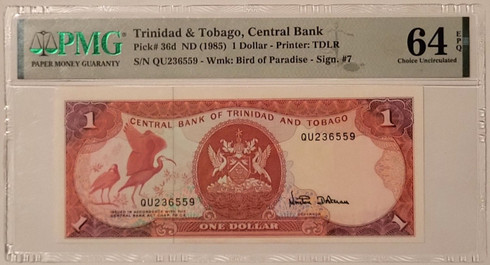 PMG
PAPER MONEY GUARANTY
Trinidad & Tobago, Central Bank
Pick# 36d ND (1985) 1 Dollar - Printer: TDLR
S/N QU236559 - Wmk: Bird of Paradise - Sign. #7
64 EPQ
Choice Uncirculated
1 CENTRAL BANK OF TRINIDAD AND TOBAGO 1
QU236559
QU236559
1 ONE DOLLAR 1